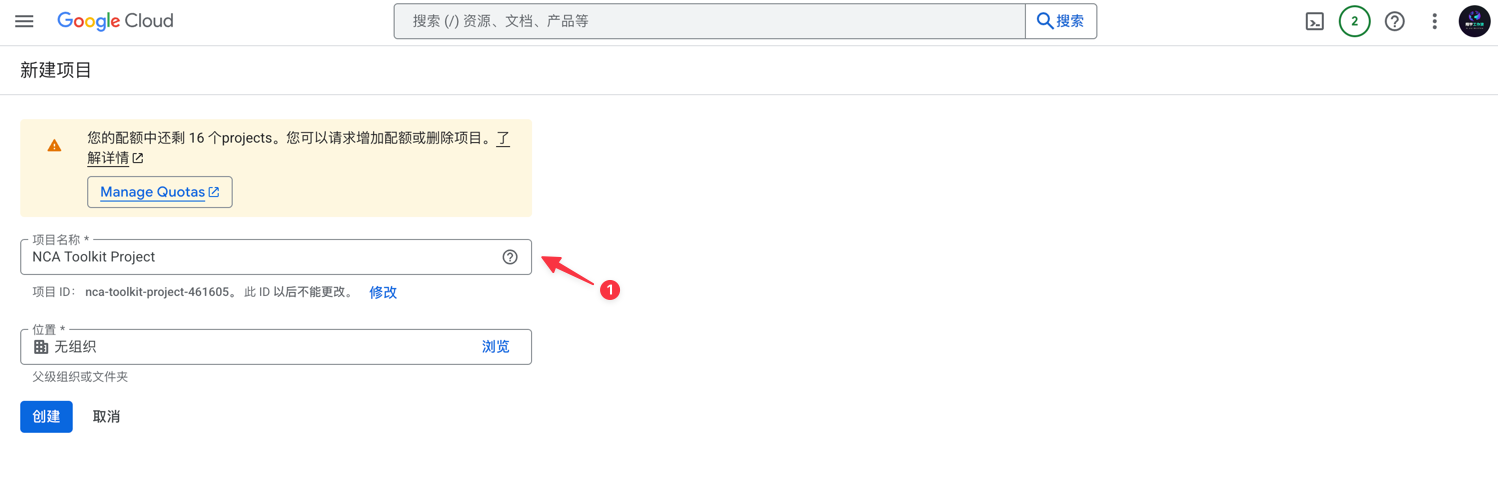 Google Cloud
搜索 (/) 资源、文档、产品等
搜索
2
新建项目
您的配额中还剩 16 个projects。您可以请求增加配额或删除项目。了
解详情
Manage Quotas
项目名称 *
NCA Toolkit Project
1
项目 ID： nca-toolkit-project-461605。 此 ID 以后不能更改。 修改
位置 *
无组织
浏览
父级组织或文件夹
创建
取消